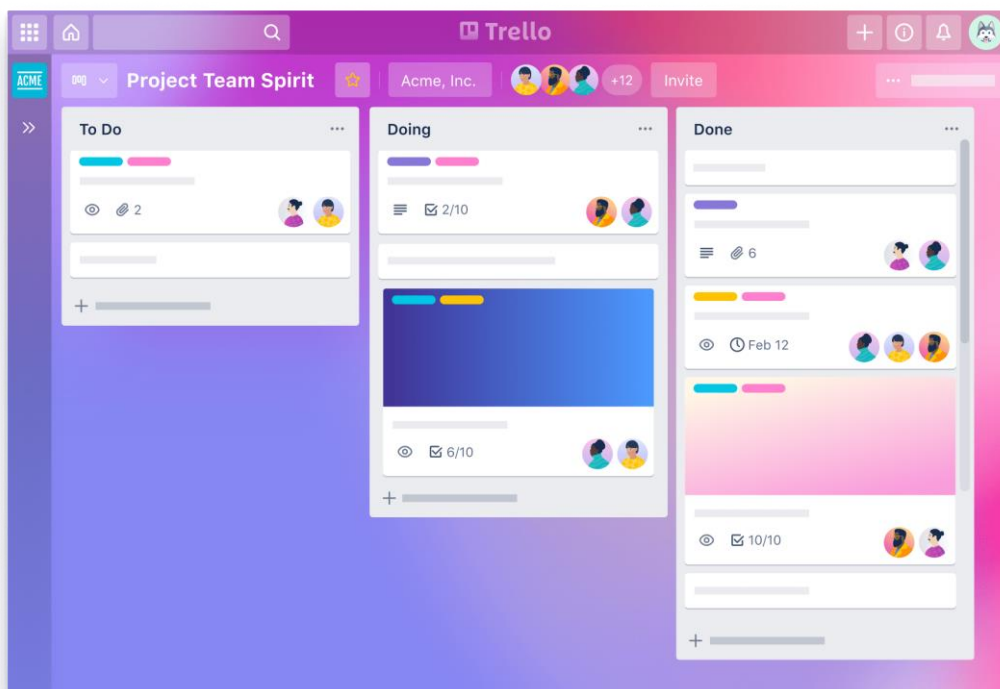 Trello
ACME
Project Team Spirit
Acme, Inc.
+12
Invite
To Do
2
Doing
2/10
6/10
Done
6
Feb 12
10/10